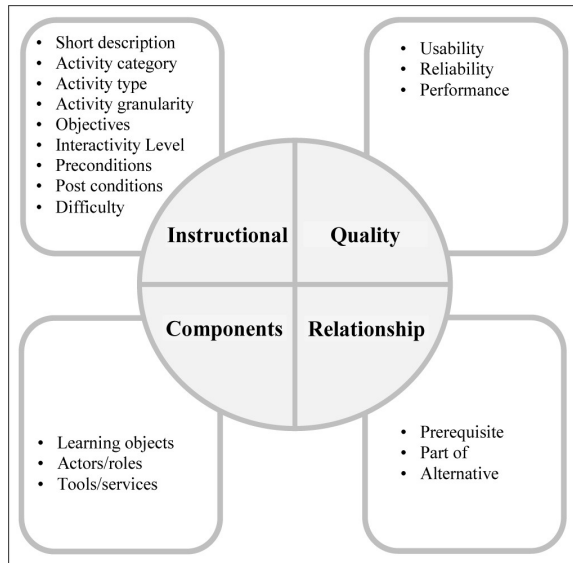 • Short description
• Activity category
• Activity type
• Activity granularity
• Objectives
• Interactivity Level
• Preconditions
• Post conditions
• Difficulty
• Usability
• Reliability
• Performance
Instructional
Quality
Components
Relationship
• Learning objects
• Actors/roles
• Tools/services
• Prerequisite
• Part of
• Alternative